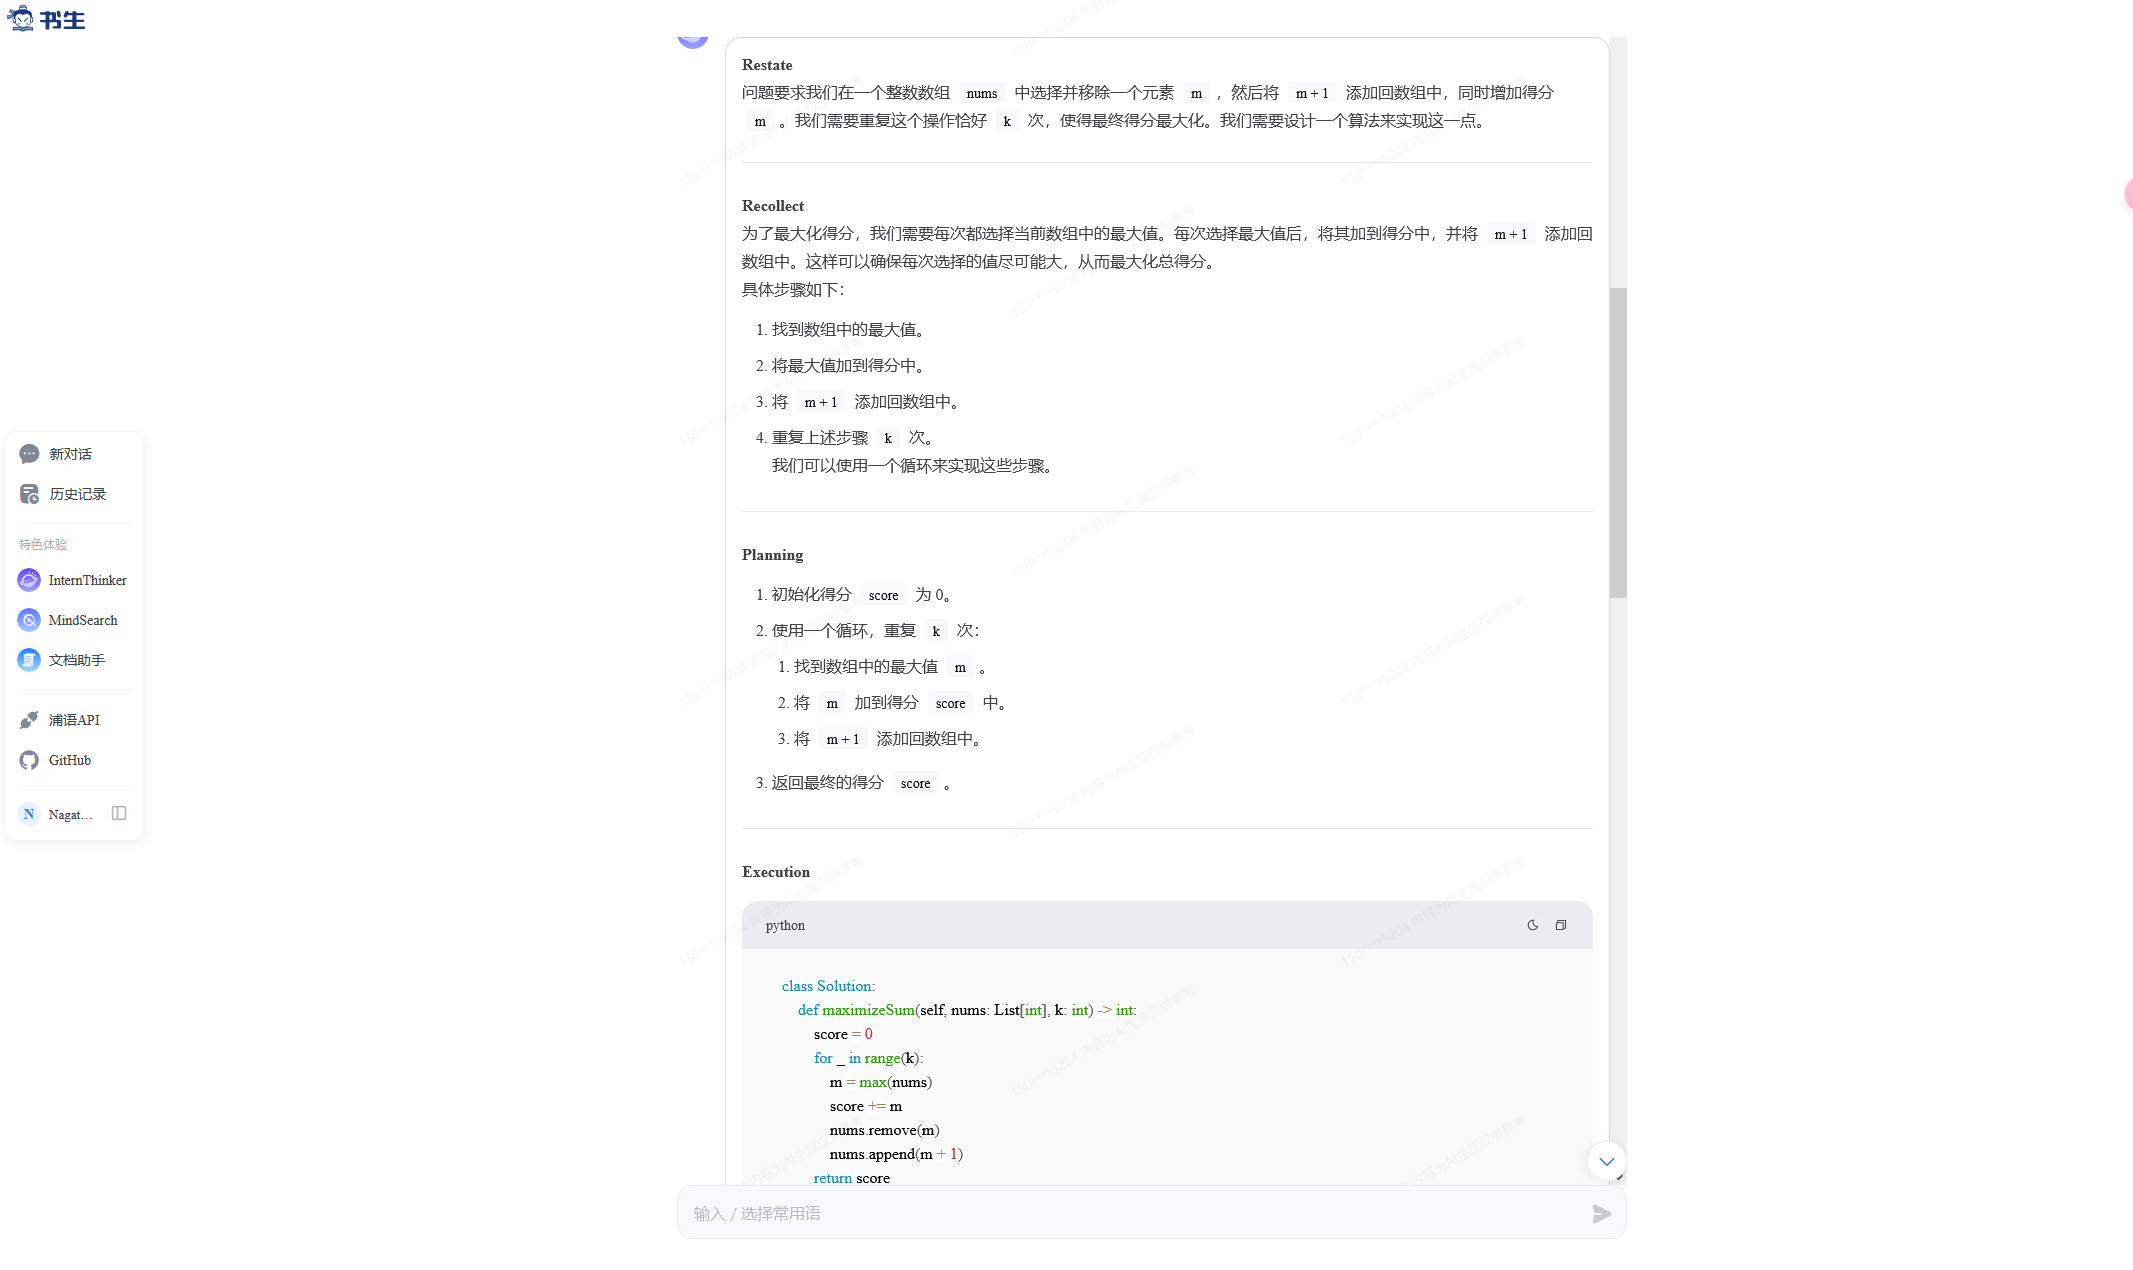 书生
Restate
问题要求我们在一个整数数组 nums 中选择并移除一个元素 m ，然后将 m + 1 添加回数组中，同时增加得分
m 。我们需要重复这个操作恰好 k 次，使得最终得分最大化。我们需要设计一个算法来实现这一点。
Recollect
为了最大化得分，我们需要每次都选择当前数组中的最大值。每次选择最大值后，将其加到得分中，并将 m + 1 添加回
数组中。这样可以确保每次选择的值尽可能大，从而最大化总得分。
具体步骤如下：
1. 找到数组中的最大值。
2. 将最大值加到得分中。
3. 将 m + 1 添加回数组中。
4. 重复上述步骤 k 次。
我们可以使用一个循环来实现这些步骤。
Planning
1. 初始化得分 score 为 0。
2. 使用一个循环，重复 k 次：
1. 找到数组中的最大值 m 。
2. 将 m 加到得分 score 中。
3. 将 m + 1 添加回数组中。
3. 返回最终的得分 score 。
Execution
python
class Solution:
def maximizeSum(self, nums: List[int], k: int) -> int:
score = 0
for _ in range(k):
m = max(nums)
score += m
nums.remove(m)
nums.append(m + 1)
return score
输入 / 选择常用语
新对话
历史记录
特色体验
InternThinker
MindSearch
文档助手
浦语API
GitHub
N Nagat...
150****5204 内容为AI生成仅供参考